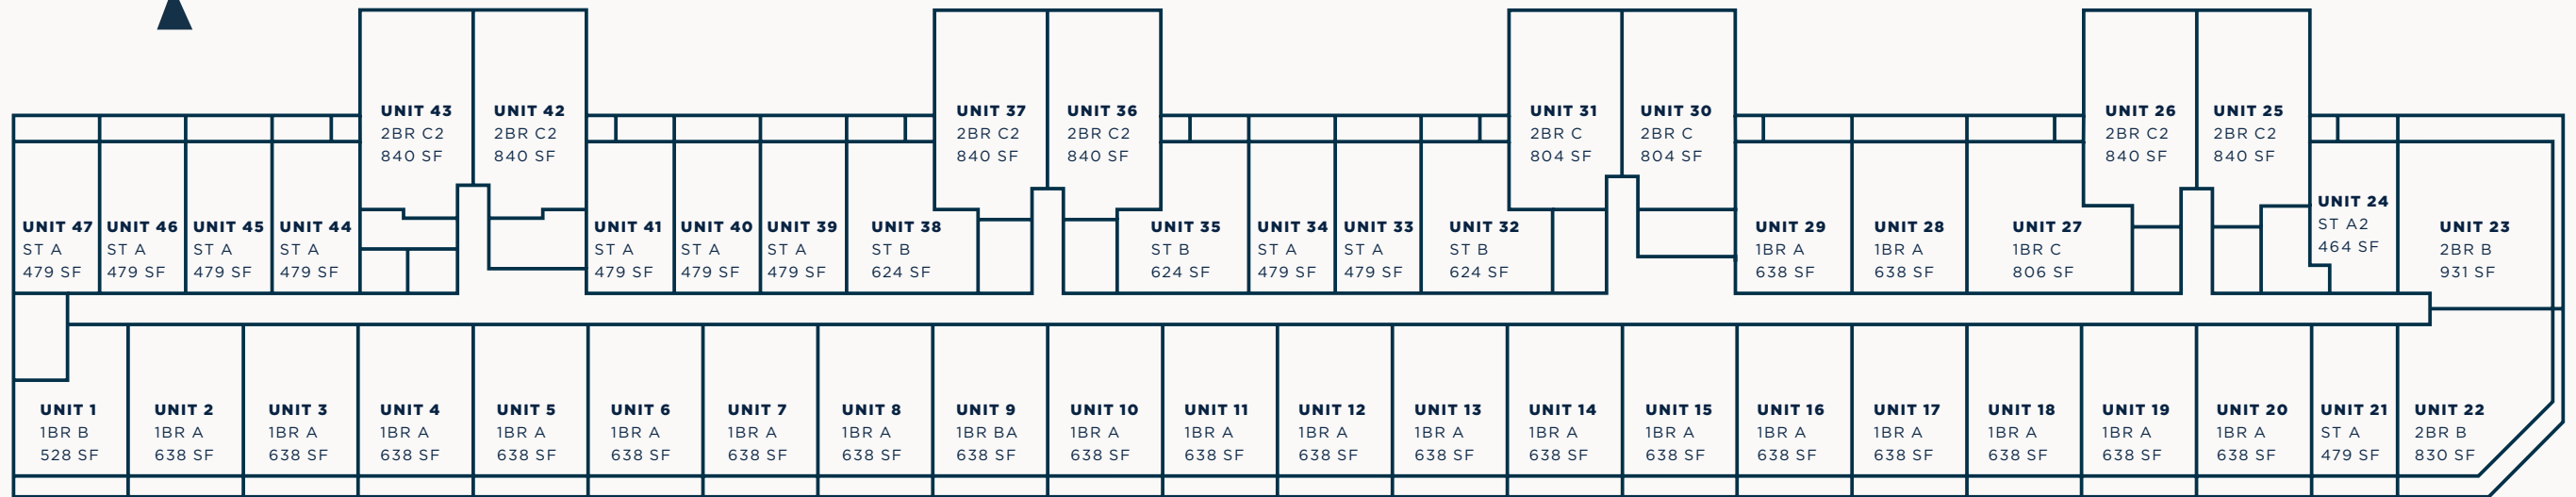 UNIT 43
2BR C2
840 SF
UNIT 42
2BR C2
840 SF
UNIT 37
2BR C2
840 SF
UNIT 36
2BR C2
840 SF
UNIT 31
2BR C
804 SF
UNIT 30
2BR C
804 SF
UNIT 26
2BR C2
840 SF
UNIT 25
2BR C2
840 SF
UNIT 47
ST A
479 SF
UNIT 46
ST A
479 SF
UNIT 45
ST A
479 SF
UNIT 44
ST A
479 SF
UNIT 41
ST A
479 SF
UNIT 40
ST A
479 SF
UNIT 39
ST A
479 SF
UNIT 38
ST B
624 SF
UNIT 35
ST B
624 SF
UNIT 34
ST A
479 SF
UNIT 33
ST A
479 SF
UNIT 32
ST B
624 SF
UNIT 29
1BR A
638 SF
UNIT 28
1BR A
638 SF
UNIT 27
1BR C
806 SF
UNIT 24
ST A2
464 SF
UNIT 23
2BR B
931 SF
UNIT 1
1BR B
528 SF
UNIT 2
1BR A
638 SF
UNIT 3
1BR A
638 SF
UNIT 4
1BR A
638 SF
UNIT 5
1BR A
638 SF
UNIT 6
1BR A
638 SF
UNIT 7
1BR A
638 SF
UNIT 8
1BR A
638 SF
UNIT 9
1BR BA
638 SF
UNIT 10
1BR A
638 SF
UNIT 11
1BR A
638 SF
UNIT 12
1BR A
638 SF
UNIT 13
1BR A
638 SF
UNIT 14
1BR A
638 SF
UNIT 15
1BR A
638 SF
UNIT 16
1BR A
638 SF
UNIT 17
1BR A
638 SF
UNIT 18
1BR A
638 SF
UNIT 19
1BR A
638 SF
UNIT 20
1BR A
638 SF
UNIT 21
ST A
479 SF
UNIT 22
2BR B
830 SF